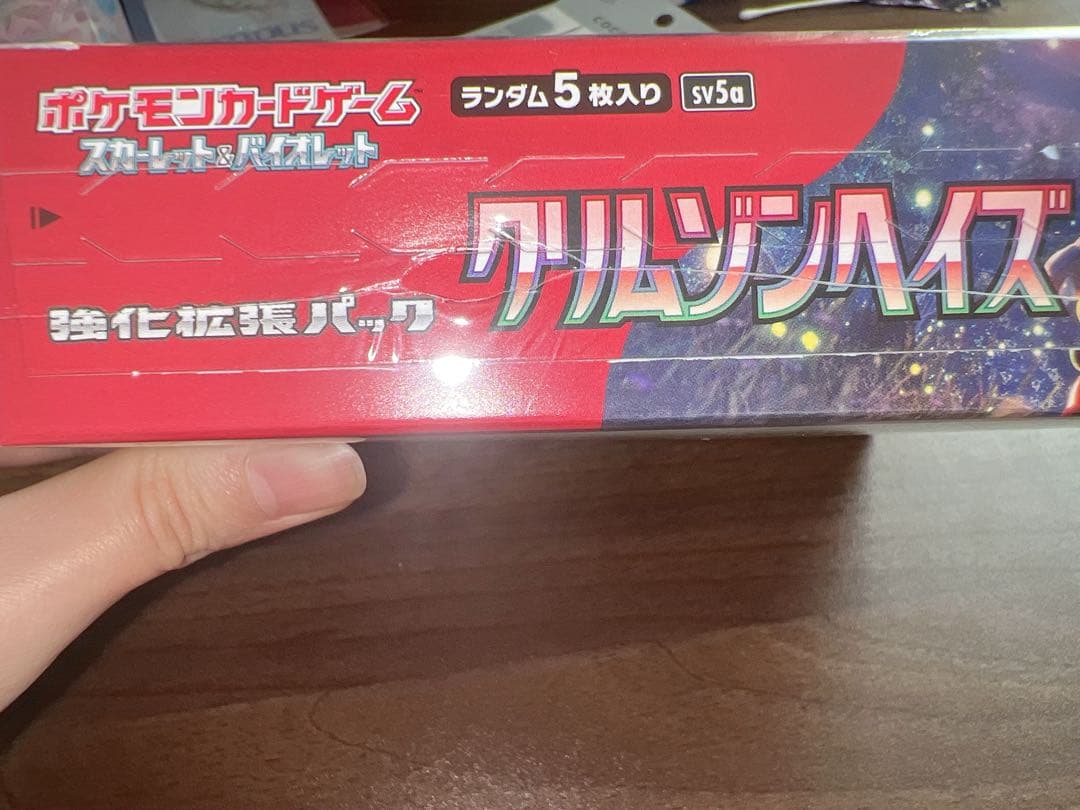 ポケモンカードゲーム
スカーレット&バイオレット
ランダム5枚入り
sv5a
クリムゾンヘイズ
強化拡張パック